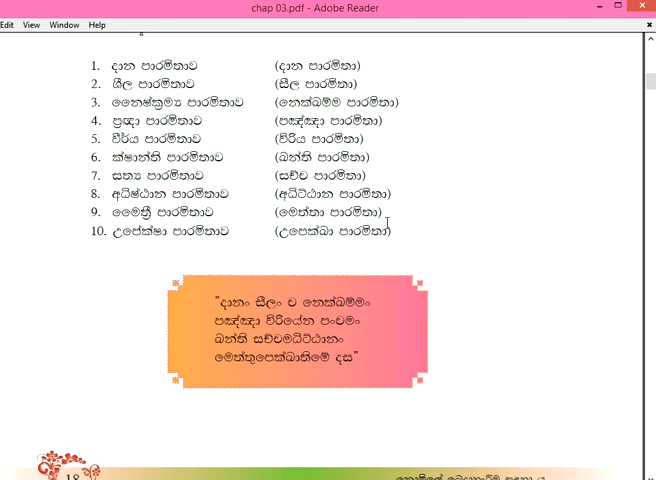 chap 03.pdf - Adobe Reader
Edit View Window Help
1. දාන පාරමිතාව (දාන පාරමිතා)
2. ශීල පාරමිතාව (සීල පාරමිතා)
3. නෛෂ්ක්‍රම්‍ය පාරමිතාව (නෙක්ඛම්ම පාරමිතා)
4. ප්‍රඥා පාරමිතාව (පඤ්ඤා පාරමිතා)
5. වීර්ය පාරමිතාව (විරිය පාරමිතා)
6. ක්ෂාන්ති පාරමිතාව (ඛන්ති පාරමිතා)
7. සත්‍ය පාරමිතාව (සච්ච පාරමිතා)
8. අධිෂ්ඨාන පාරමිතාව (අධිට්ඨාන පාරමිතා)
9. මෛත්‍රී පාරමිතාව (මෙත්තා පාරමිතා)
10. උපේක්ෂා පාරමිතාව (උපෙක්ඛා පාරමිතා)
"දානං සීලං ච නෙක්ඛම්මං
පඤ්ඤා විරියේන පංචමං
ඛන්ති සච්චමධිට්ඨානං
මෙත්තුපෙක්ඛාතිමේ දස"
18